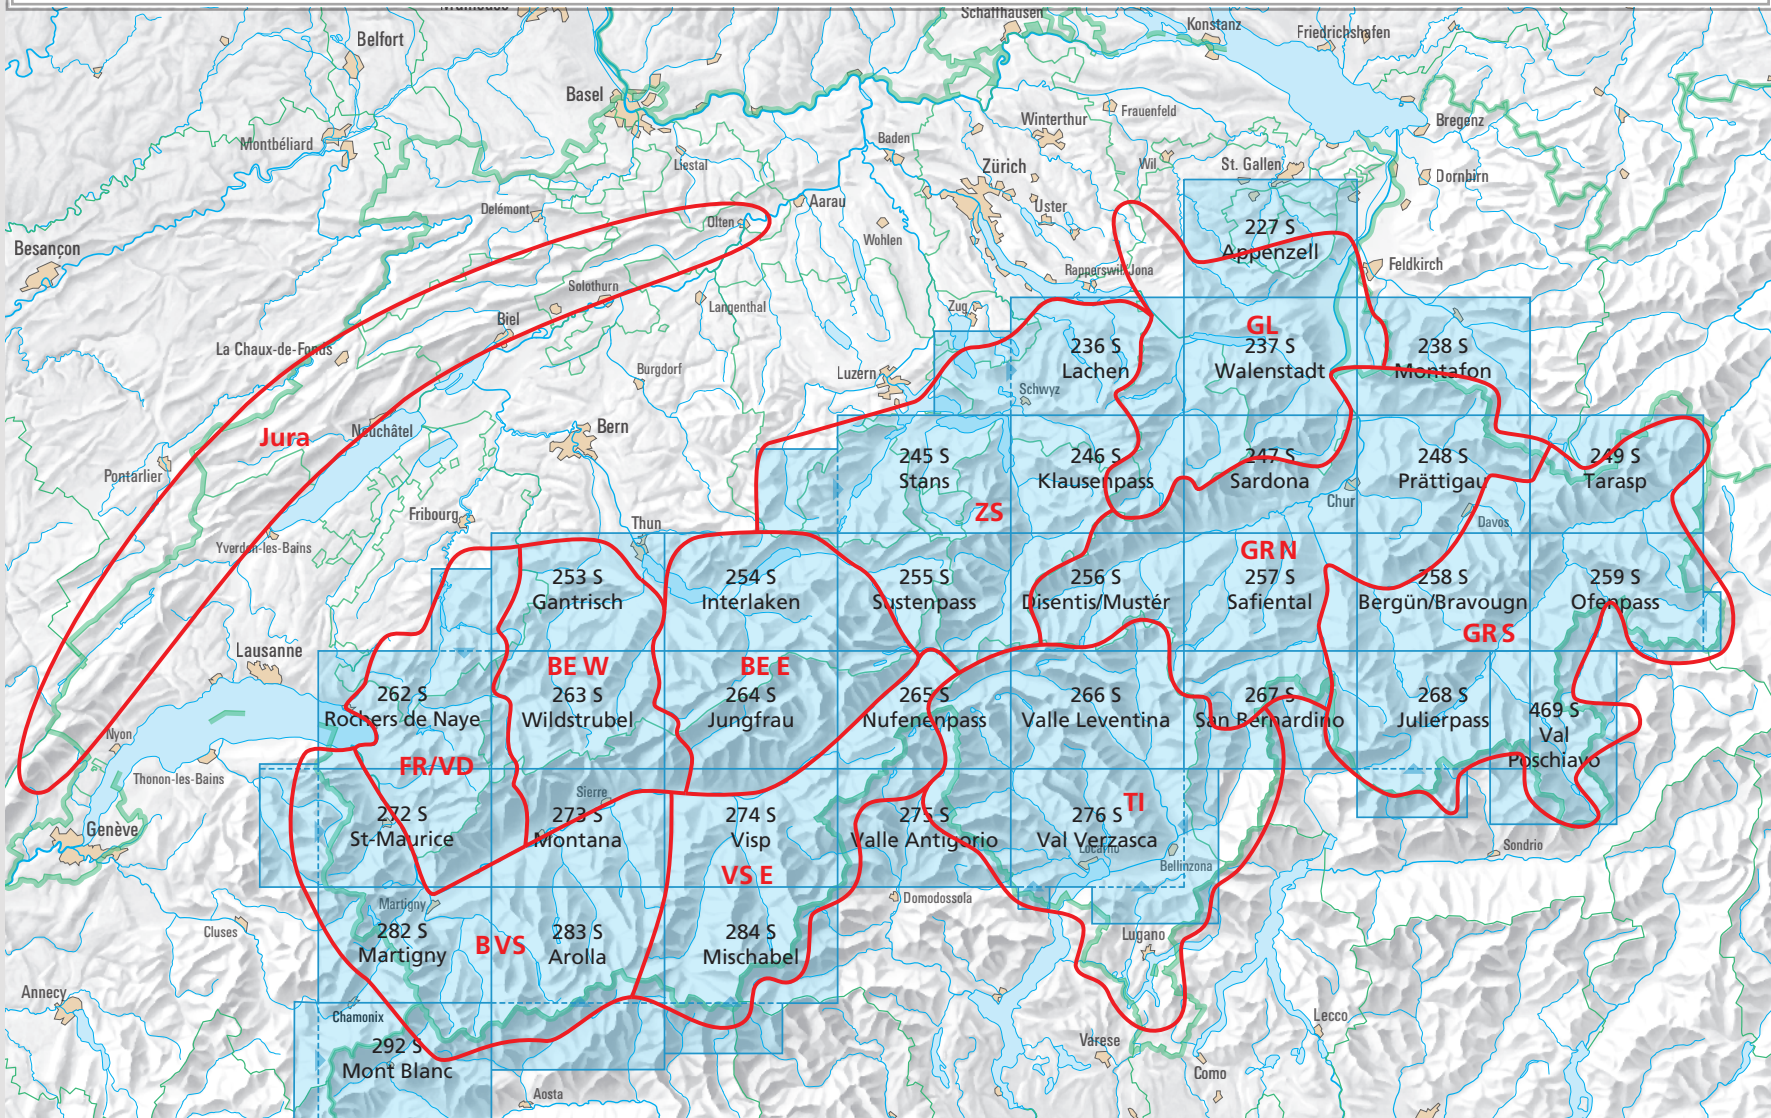 Schaffhausen
Konstanz
Friedrichshafen
Belfort
Basel
Frauenfeld
Winterthur
Bregenz
Montbéliard
Baden
Liestal
Zürich
Wil
St. Gallen
Dornbirn
Delémont
Olten
Aarau
Uster
Wohlen
227 S
Appenzell
Besançon
Feldkirch
Rapperswil/Jona
Solothurn
Langenthal
Zug
Biel
GL
La Chaux-de-Fonds
236 S
Lachen
237 S
Walenstadt
238 S
Montafon
Burgdorf
Luzern
Schwyz
Jura
Neuchâtel
Bern
245 S
Stans
246 S
Klausenpass
247 S
Sardona
248 S
Prättigau
249 S
Tarasp
Pontarlier
Chur
Fribourg
Thun
ZS
Davos
Yverdon-les-Bains
GR N
253 S
Gantrisch
254 S
Interlaken
255 S
Sustenpass
256 S
Disentis/Mustér
257 S
Safiental
258 S
Bergün/Bravougn
259 S
Ofenpass
GR S
Lausanne
BE W
BE E
262 S
Rochers de Naye
263 S
Wildstrubel
264 S
Jungfrau
265 S
Nufenenpass
266 S
Valle Leventina
267 S
San Bernardino
268 S
Julierpass
469 S
Val
Poschiavo
Nyon
Thonon-les-Bains
FR/VD
Sierre
TI
272 S
St-Maurice
273 S
Montana
274 S
Visp
275 S
Valle Antigorio
276 S
Val Verzasca
Genève
Locarno
Bellinzona
Sondrio
VS E
Martigny
Domodossola
Cluses
282 S
Martigny
B VS
283 S
Arolla
284 S
Mischabel
Lugano
Annecy
Chamonix
Lecco
292 S
Mont Blanc
Varese
Como
Aosta